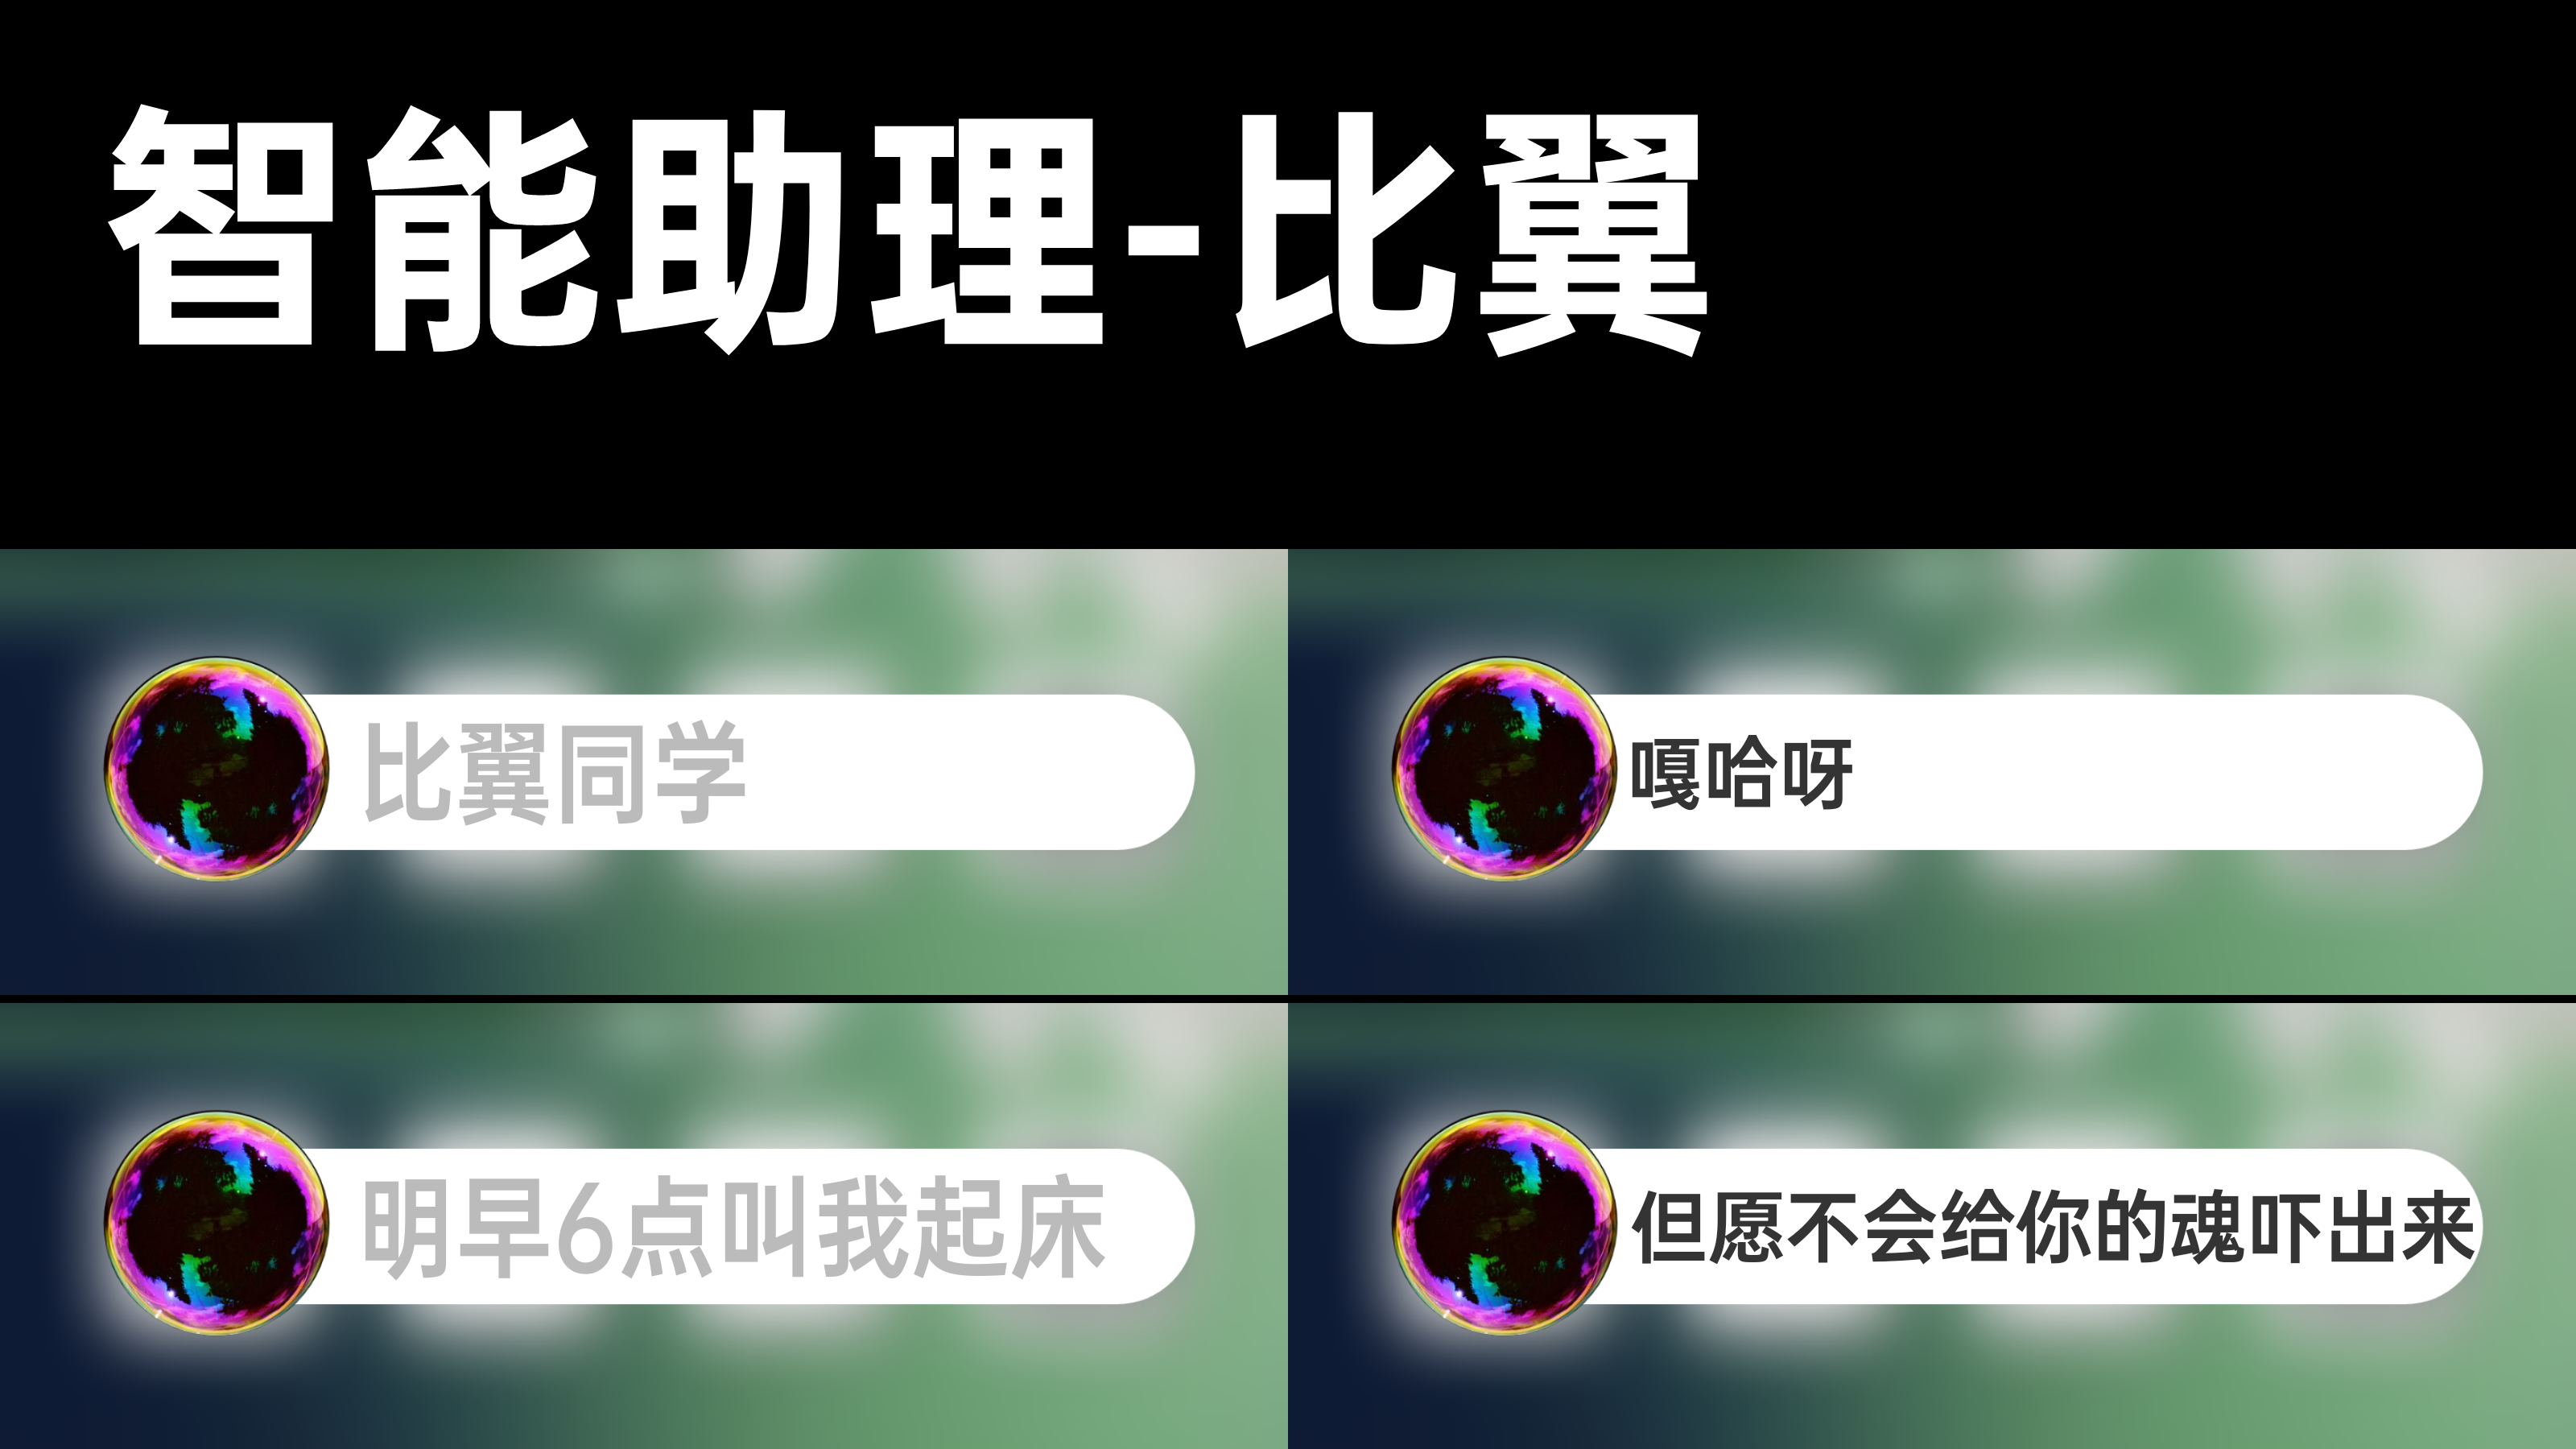 智能助理-比翼
比翼同学
嘎哈呀
明早6点叫我起床
但愿不会给你的魂吓出来